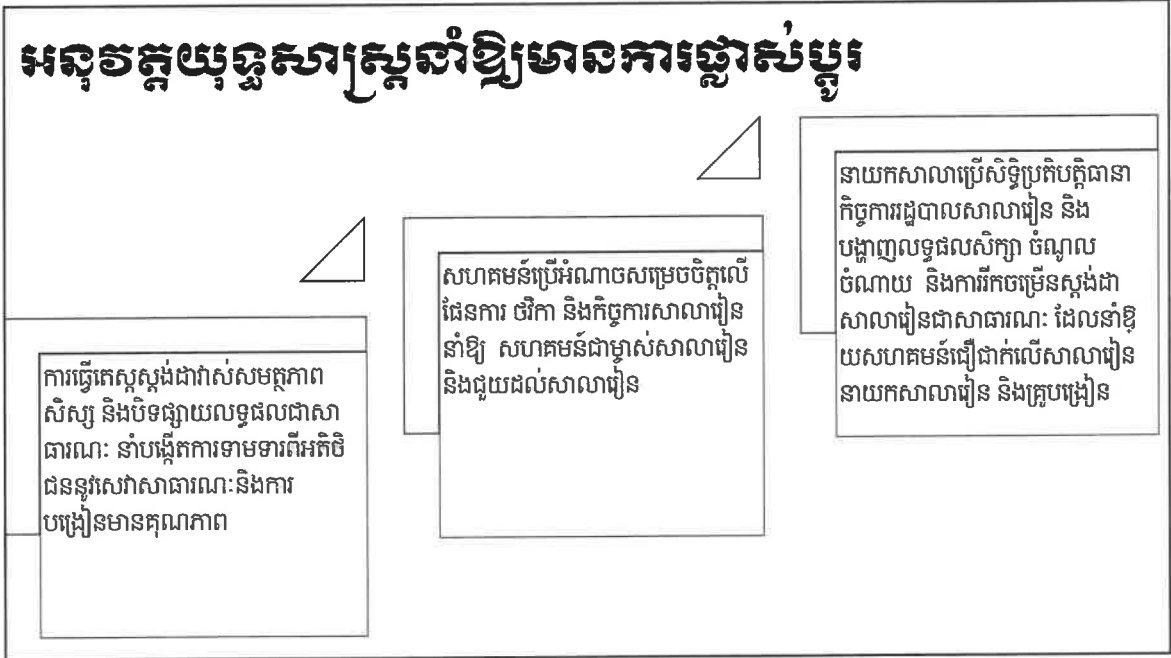 អនុវត្តយុទ្ធសាស្ត្រនាំឱ្យមានការផ្លាស់ប្តូរ
ការធ្វើតេស្តស្តង់ដាវាស់សមត្ថភាព
សិស្ស និងបិទផ្សាយលទ្ធផលជាសា
ធារណៈ នាំបង្កើតការទាមទារពីអតិថិ
ជននូវសេវាសាធារណៈនិងការ
បង្រៀនមានគុណភាព
សហគមន៍ប្រើអំណាចសម្រេចចិត្តលើ
ផែនការ ថវិកា និងកិច្ចការសាលារៀន
នាំឱ្យ សហគមន៍ជាម្ចាស់សាលារៀន
និងជួយដល់សាលារៀន
នាយកសាលាប្រើសិទ្ធិប្រតិបត្តិធានា
កិច្ចការរដ្ឋបាលសាលារៀន និង
បង្ហាញលទ្ធផលសិក្សា ចំណូល
ចំណាយ និងការរីកចម្រើនស្តង់ដា
សាលារៀនជាសាធារណៈ ដែលនាំឱ្
យសហគមន៍ជឿជាក់លើសាលារៀន
នាយកសាលារៀន និងគ្រូបង្រៀន